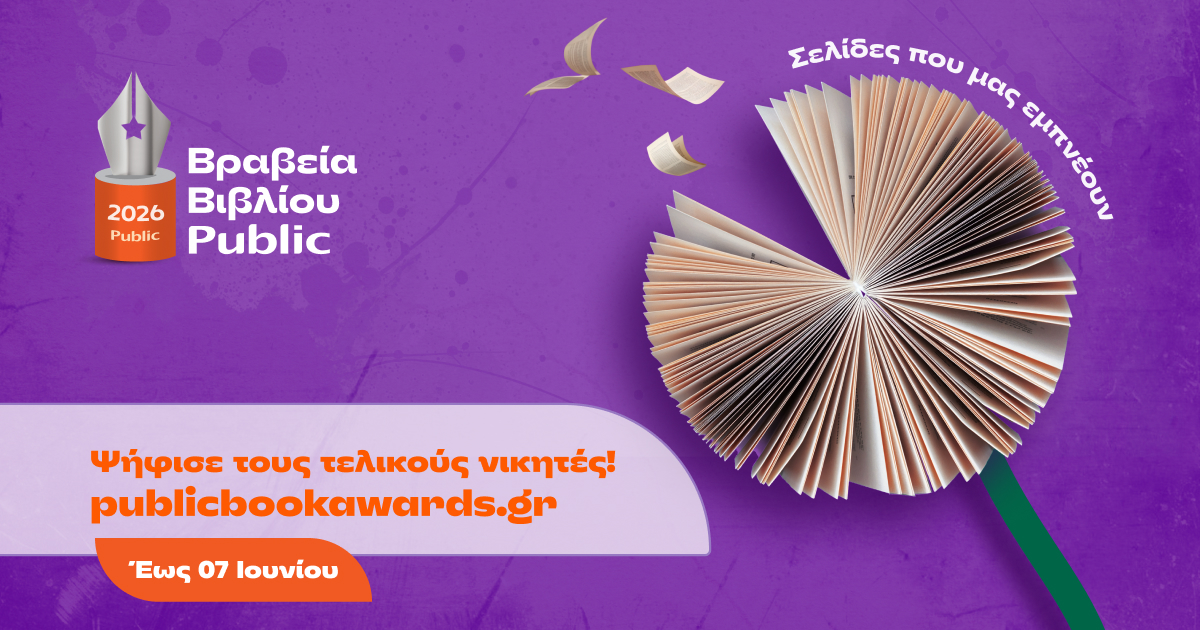 Σελίδες που μας εμπνέουν
Βραβεία
Βιβλίου
Public
2026
Public
Ψήφισε τους τελικούς νικητές!
publicbookawards.gr
Έως 07 Ιουνίου